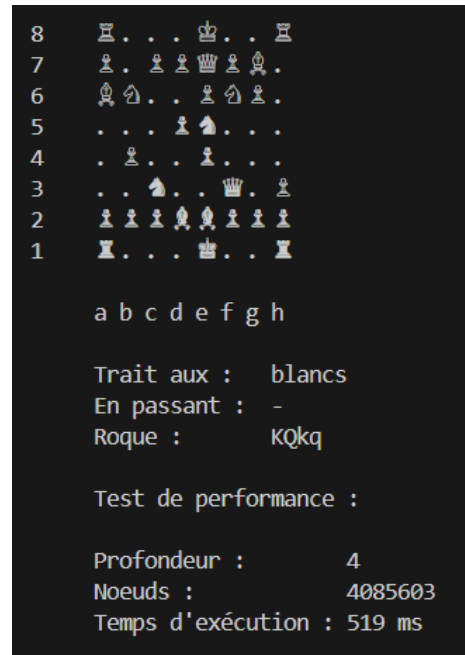 8 ♖. . . ♔. . ♖
7 ♙. ♙♙♕♙♗.
6 ♗♘. . ♙♘♙.
5 . . . ♟♞. . .
4 . ♙. . ♟. . .
3 . . ♞. . ♛. ♙
2 ♟♟♟♝♝♟♟♟
1 ♜. . . ♚. . ♜
a b c d e f g h
Trait aux : blancs
En passant : -
Roque : KQkq
Test de performance :
Profondeur : 4
Noeuds : 4085603
Temps d'exécution : 519 ms